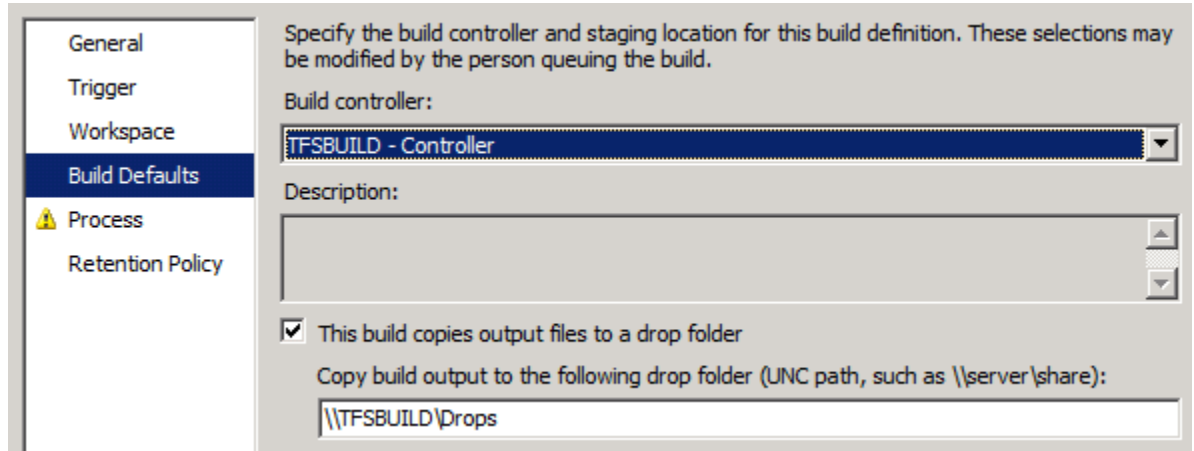 General
Trigger
Workspace
Build Defaults
Process
Retention Policy
Specify the build controller and staging location for this build definition. These selections may
be modified by the person queuing the build.
Build controller:
TFSBUILD - Controller
Description:
This build copies output files to a drop folder
Copy build output to the following drop folder (UNC path, such as \\server\share):
\\TFSBUILD\Drops